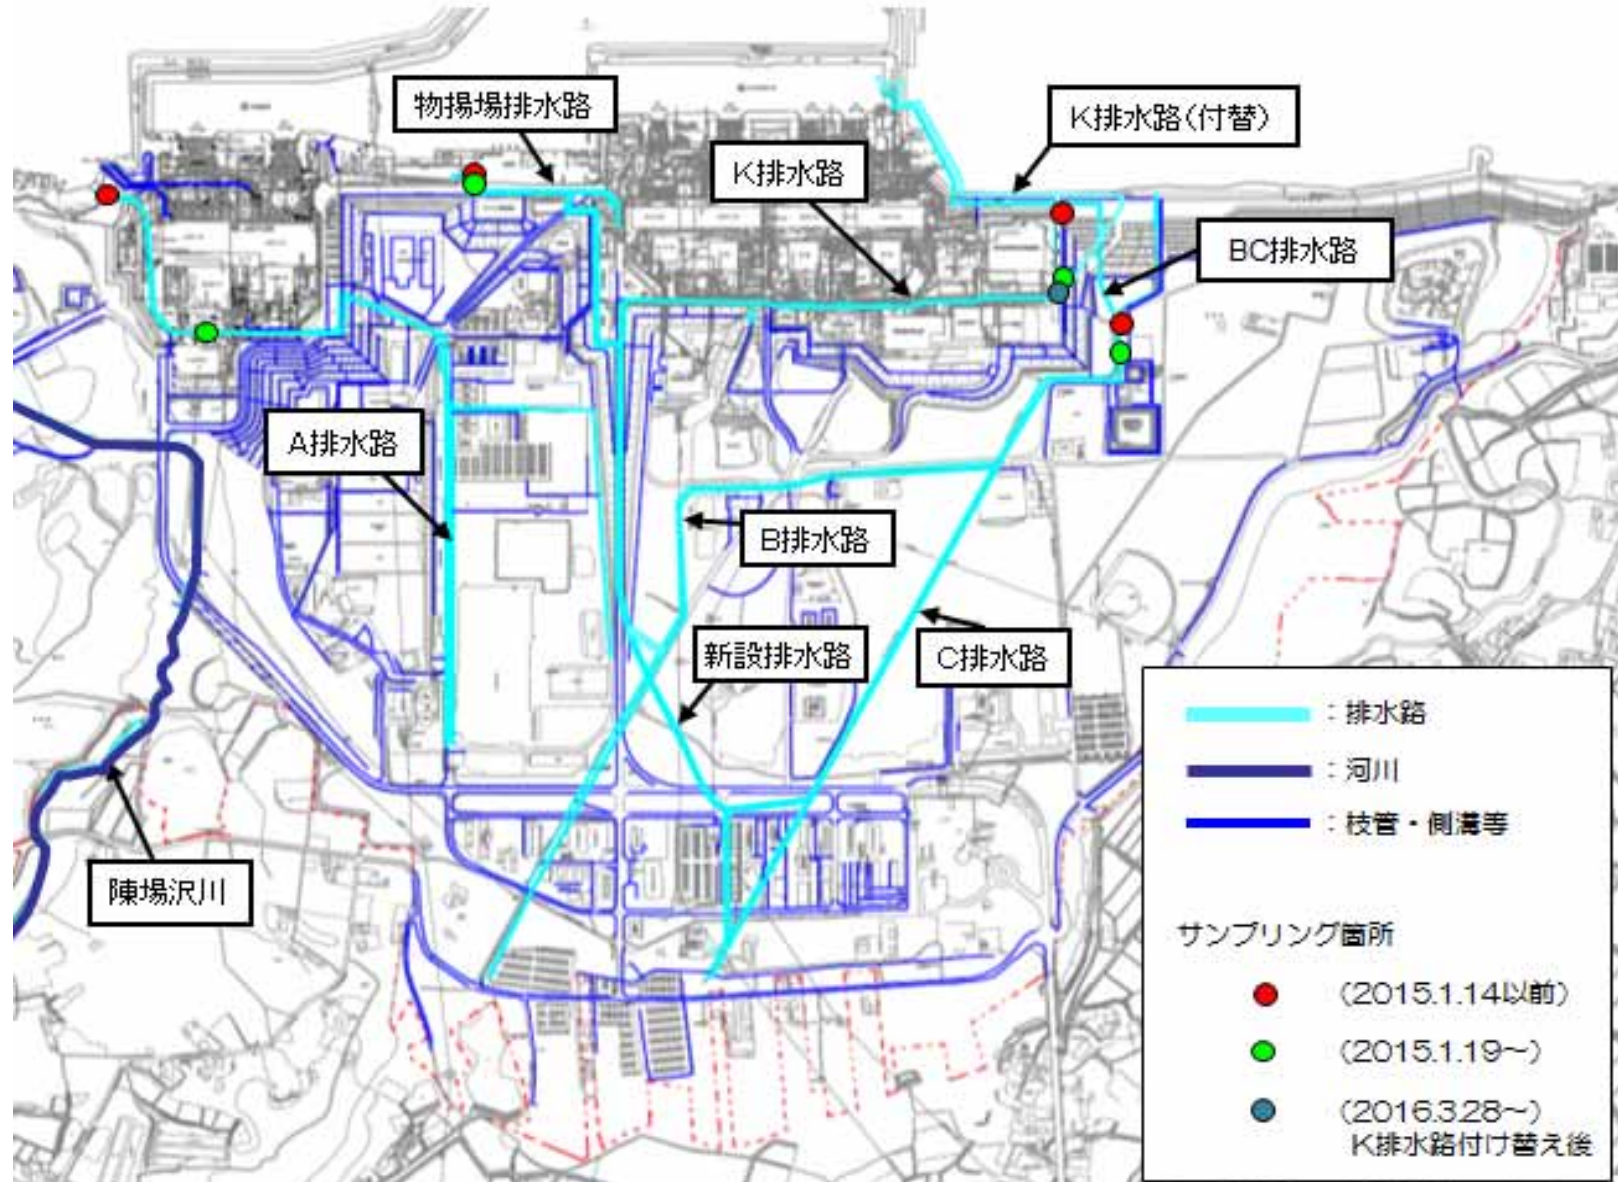 物揚場排水路
K排水路(付替)
K排水路
BC排水路
A排水路
B排水路
新設排水路
C排水路
陳場沢川
：排水路
：河川
：枝管・側溝等
サンプリング箇所
（2015.1.14以前）
（2015.1.19～）
（2016.3.28～）
K排水路付け替え後